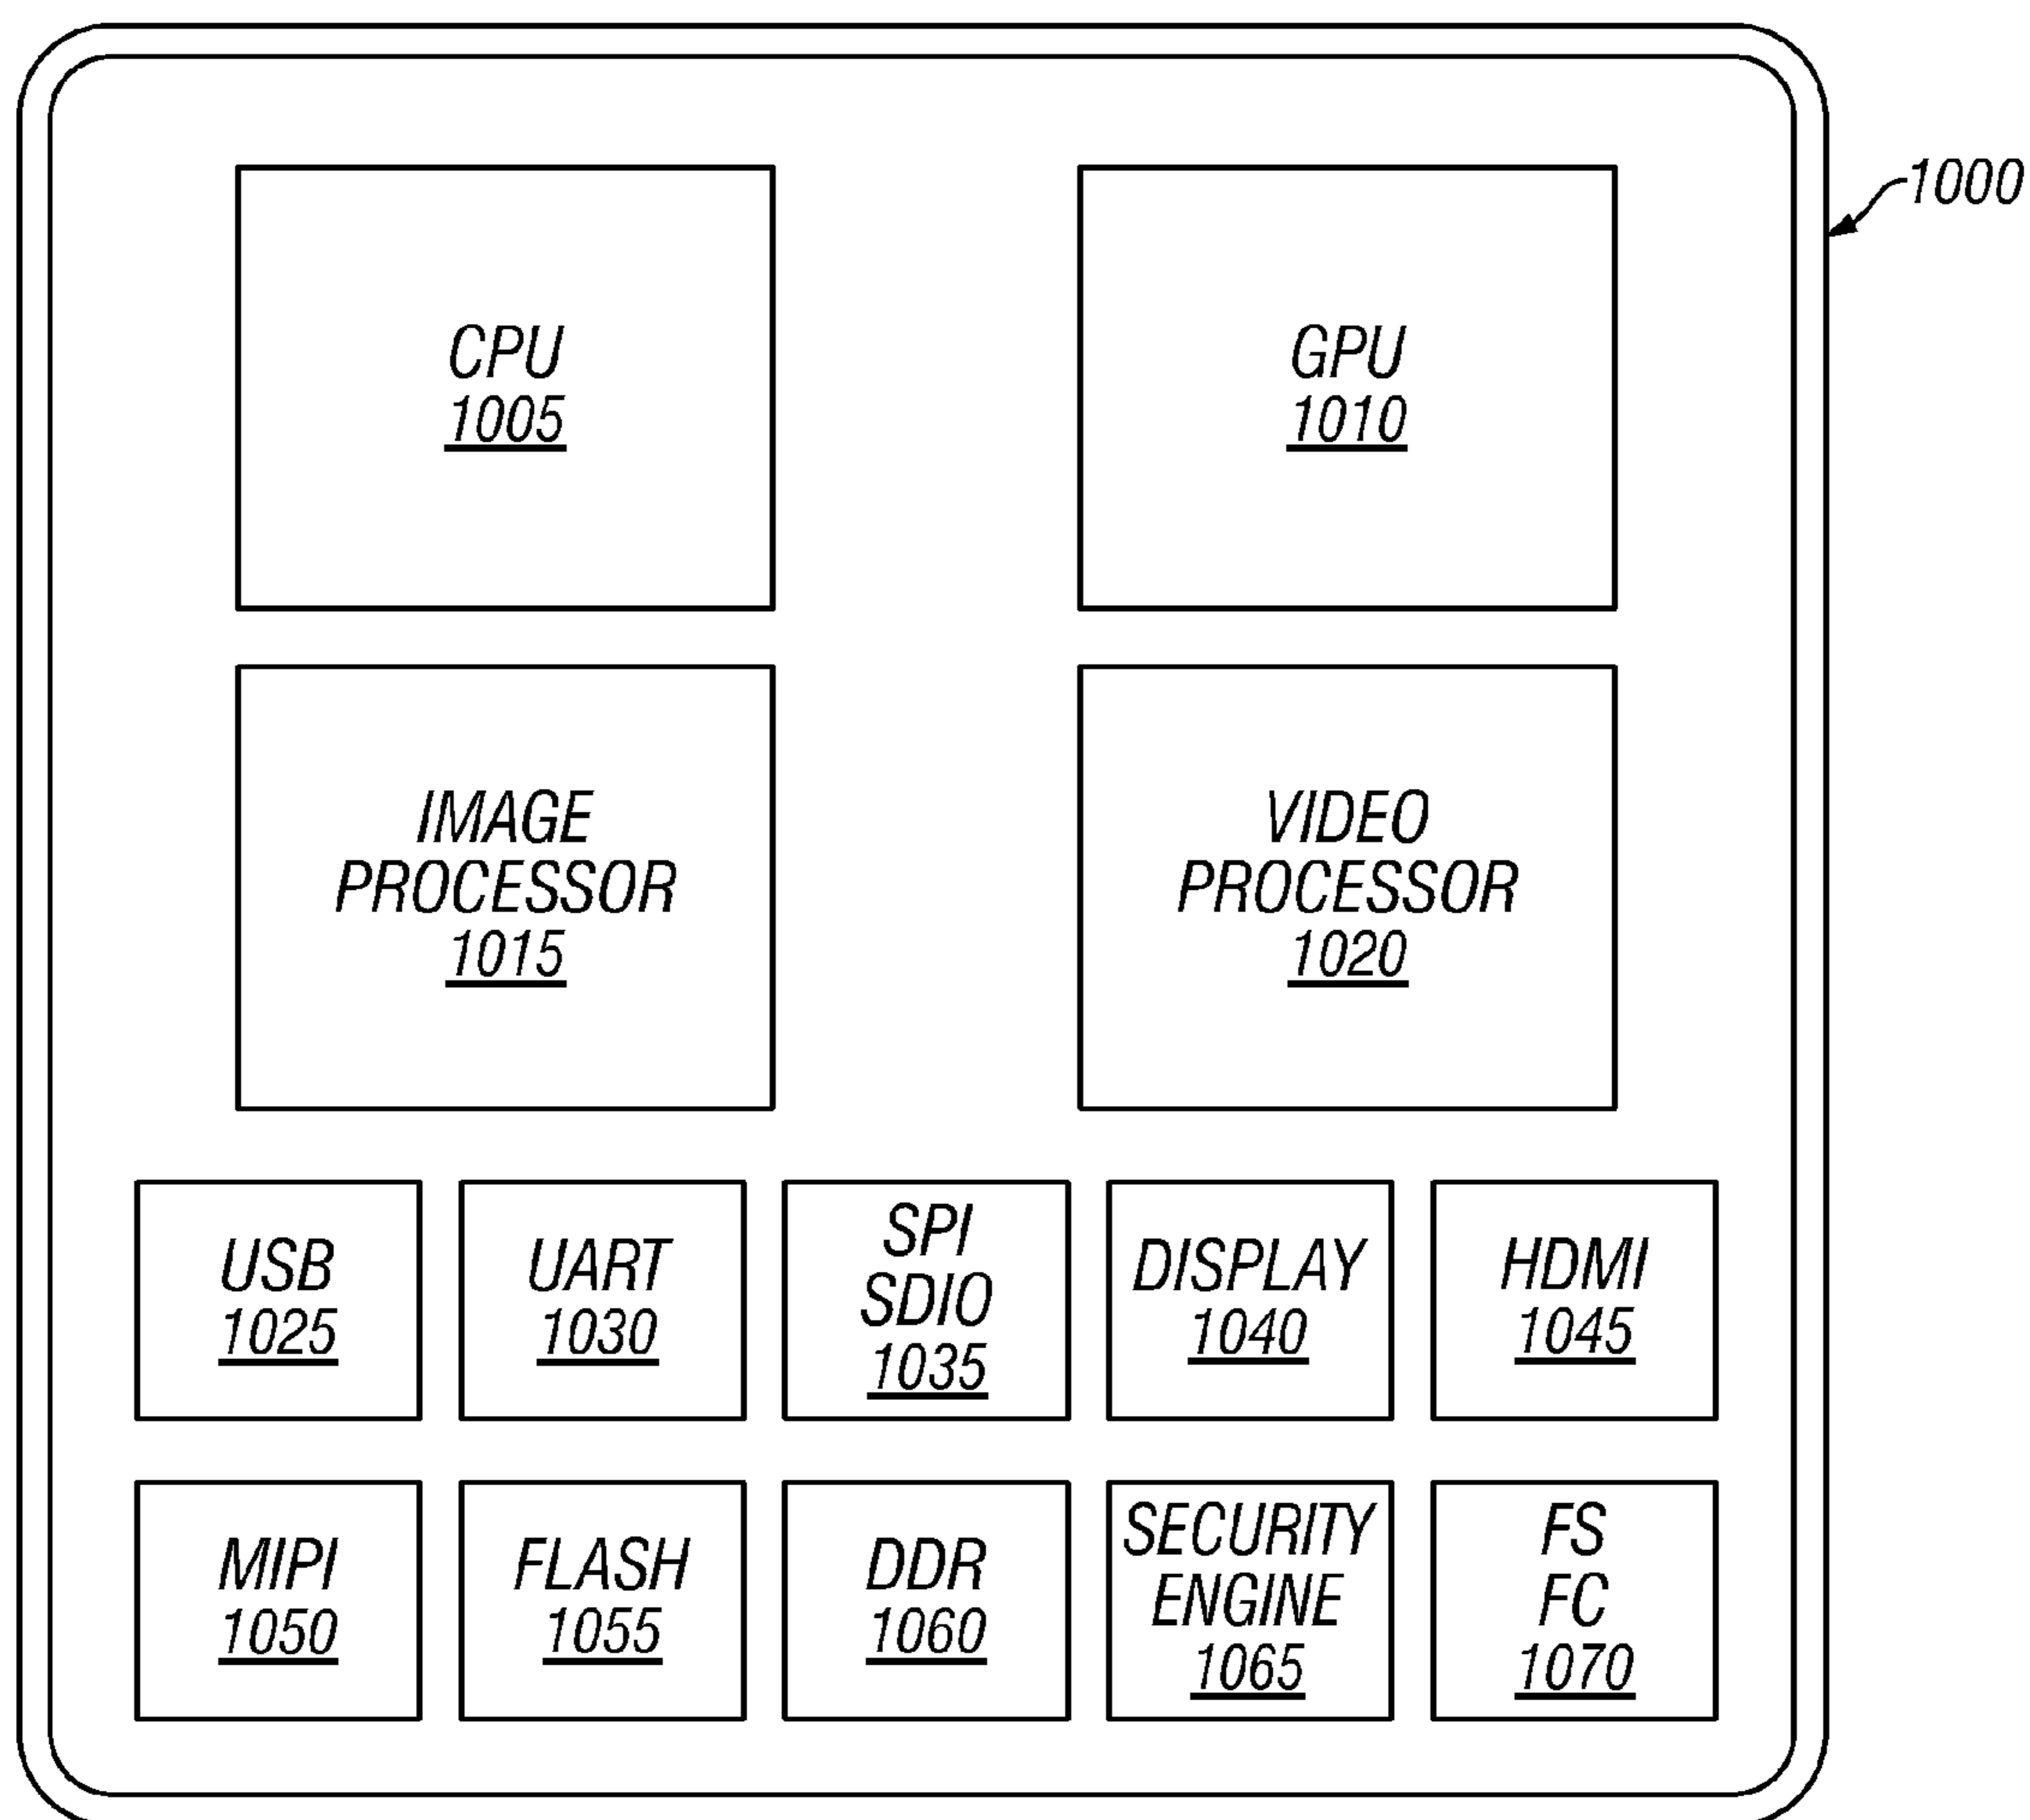 1000
CPU
1005
GPU
1010
IMAGE
PROCESSOR
1015
VIDEO
PROCESSOR
1020
USB
1025
UART
1030
SPI
SDIO
1035
DISPLAY
1040
HDMI
1045
MIPI
1050
FLASH
1055
DDR
1060
SECURITY
ENGINE
1065
FS
FC
1070